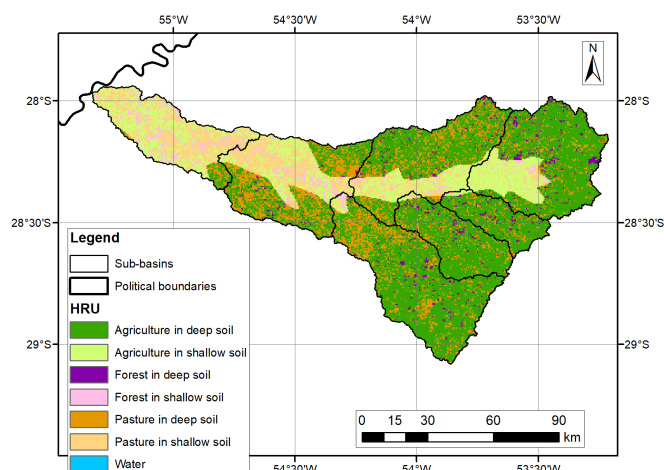 55°W 54°30'W 54°W 53°30'W
N
28°S 28°S
28°30'S 28°30'S
29°S 29°S
Legend
Sub-basins
Political boundaries
HRU
Agriculture in deep soil
Agriculture in shallow soil
Forest in deep soil
Forest in shallow soil
Pasture in deep soil
Pasture in shallow soil
Water
0 15 30 60 90
km
54°30'W 54°W 53°30'W